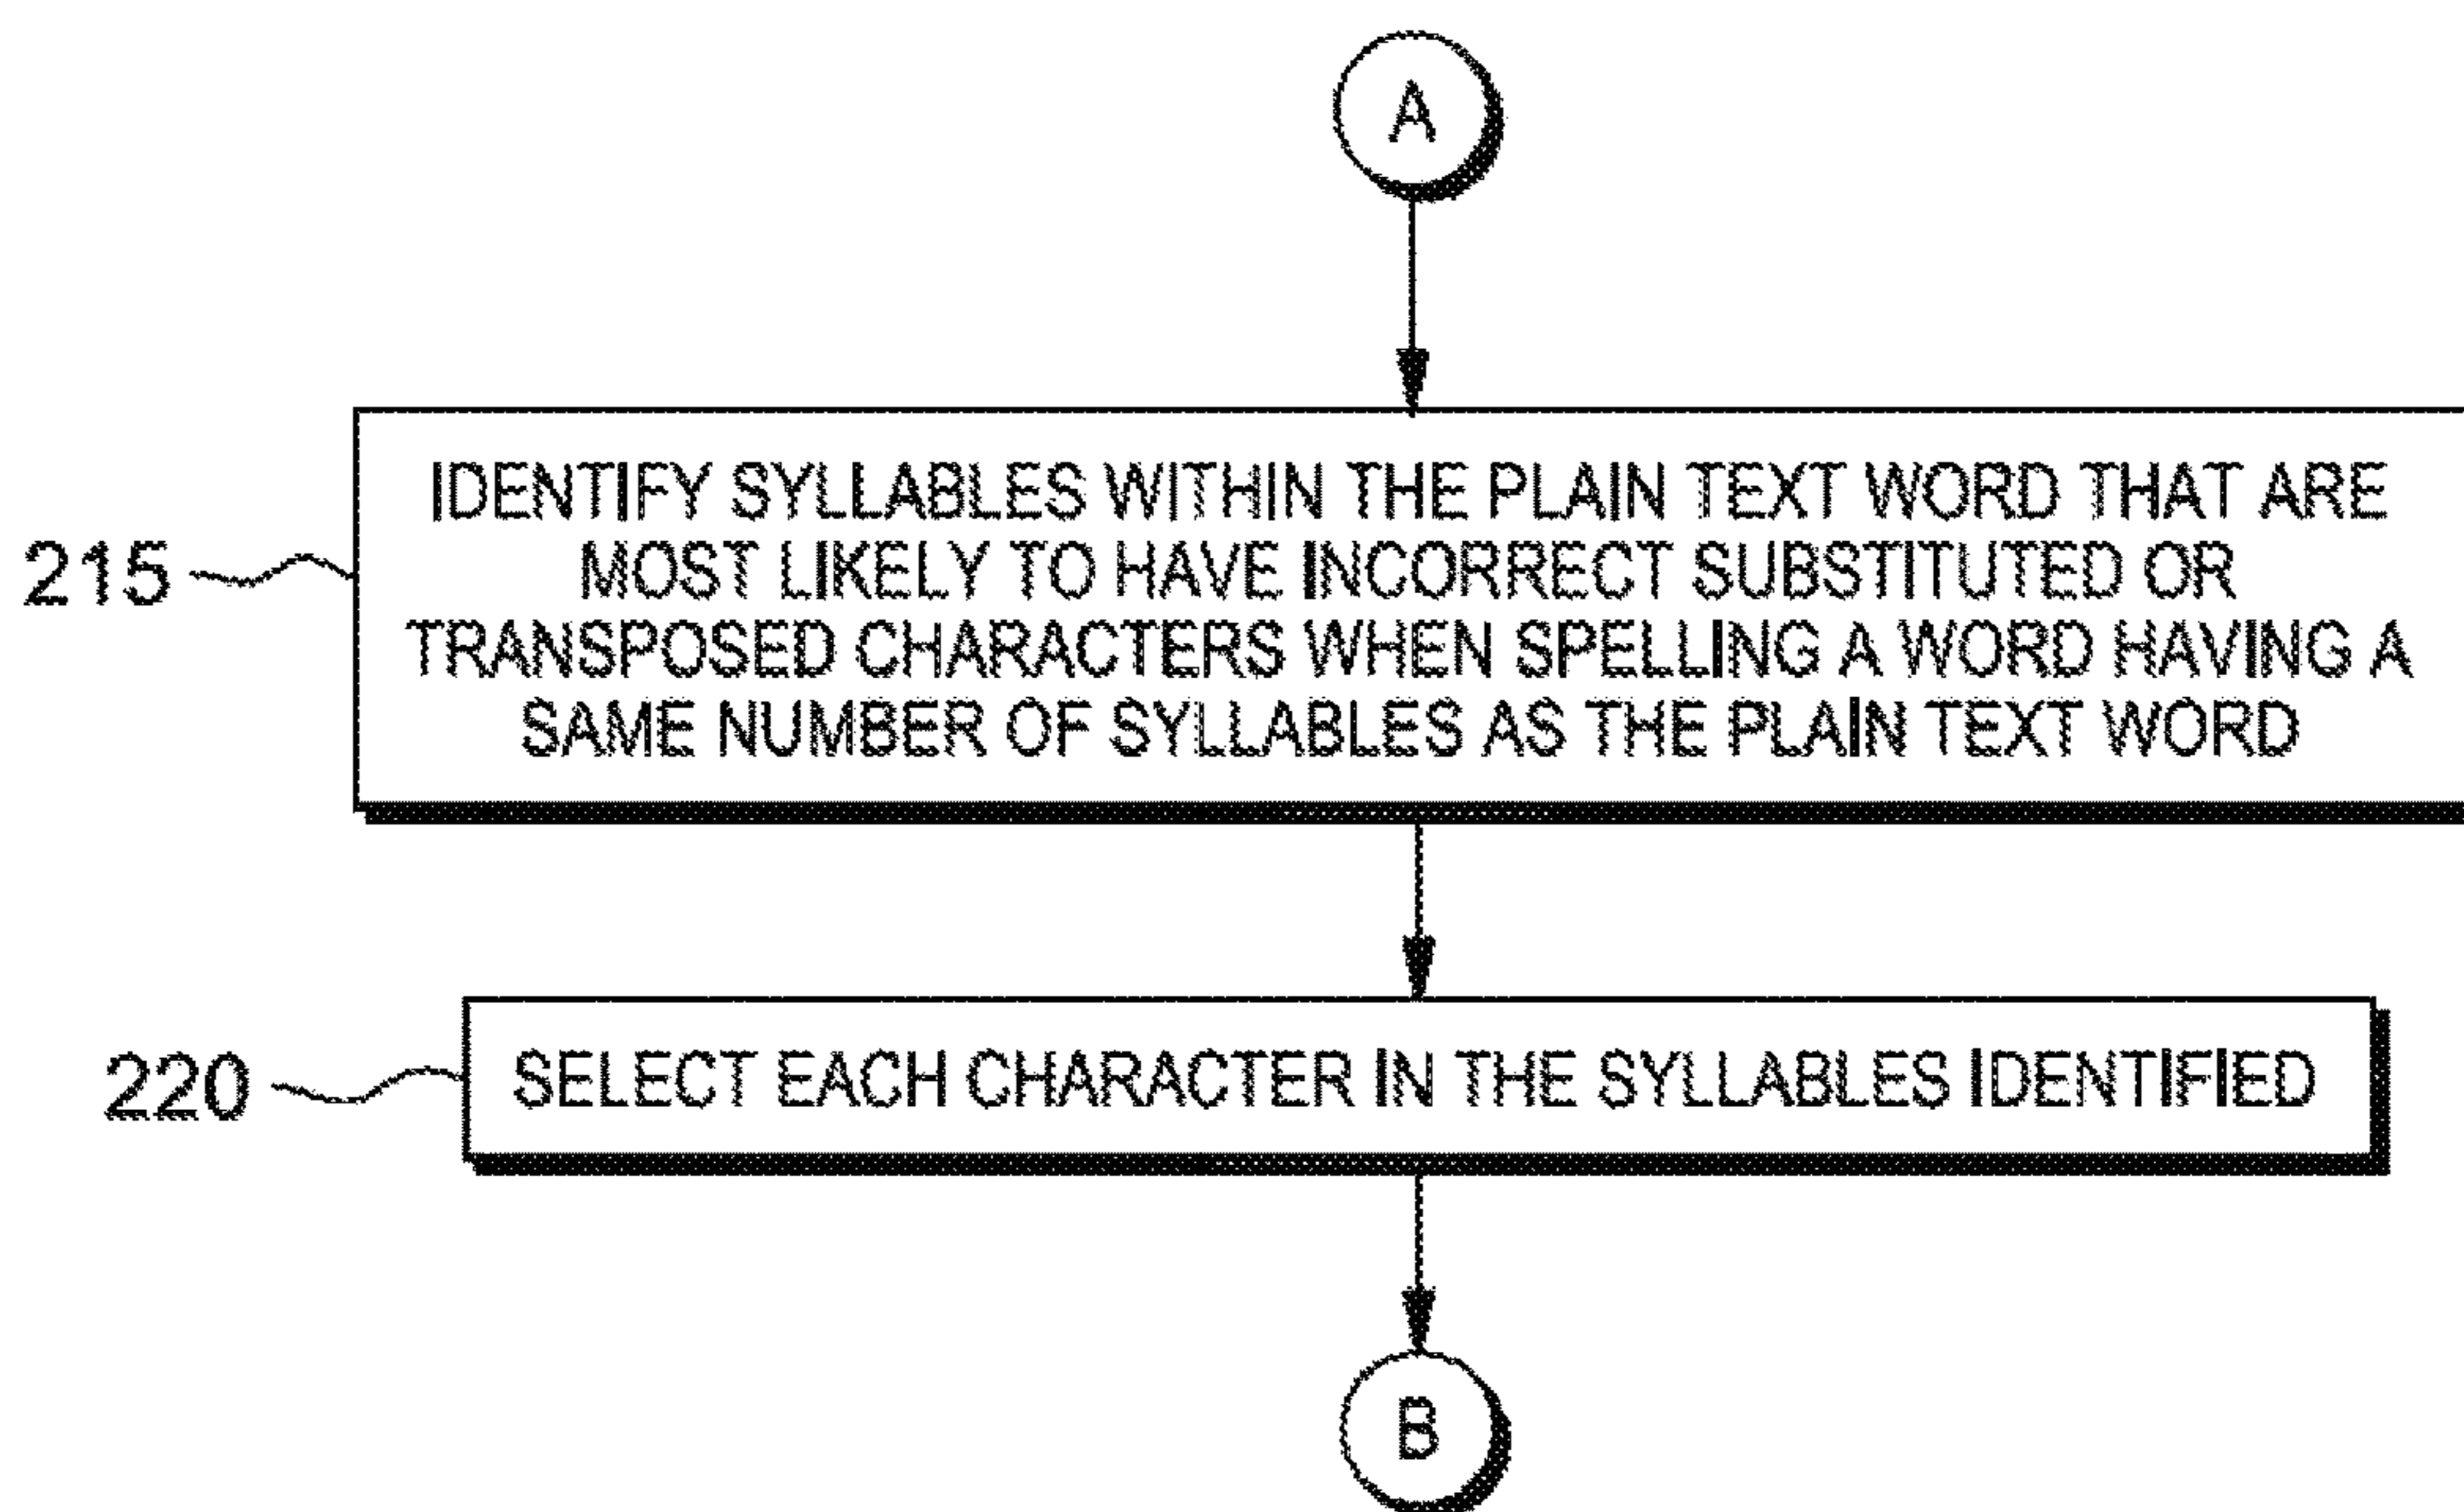 A
IDENTIFY SYLLABLES WITHIN THE PLAIN TEXT WORD THAT ARE
215
MOST LIKELY TO HAVE INCORRECT SUBSTITUTED OR
TRANSPOSED CHARACTERS WHEN SPELLING A WORD HAVING A
SAME NUMBER OF SYLLABLES AS THE PLAIN TEXT WORD
220
SELECT EACH CHARACTER IN THE SYLLABLES IDENTIFIED
B